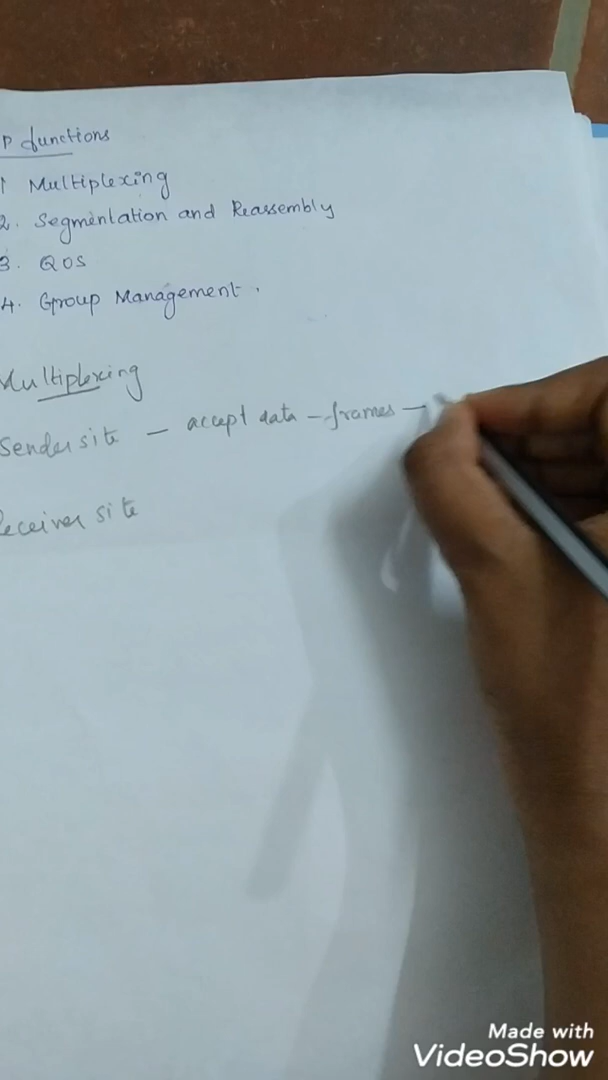 P functions
1 Multiplexing
2. Segmentation and Reassembly
3. QOS
4. Group Management.
Multiplexing
Sender site — accept data – frames –
Receiver site
Made with
VideoShow